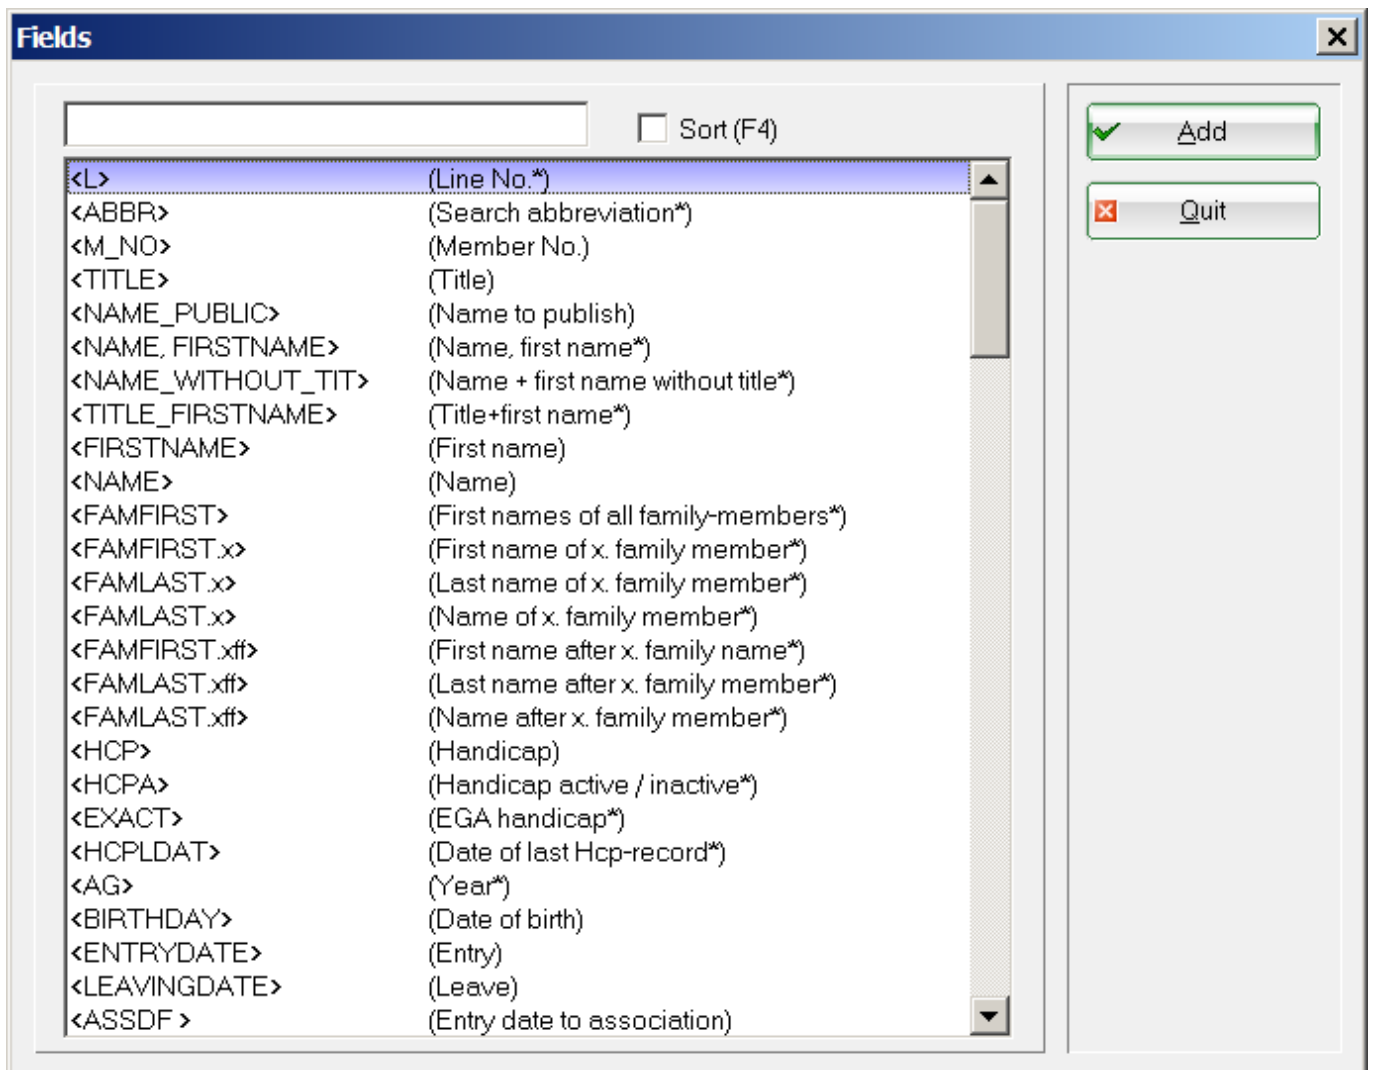 Fields
Sort (F4)
Add
Quit
<L> (Line No.*)
<ABBR> (Search abbreviation*)
<M_NO> (Member No.)
<TITLE> (Title)
<NAME_PUBLIC> (Name to publish)
<NAME, FIRSTNAME> (Name, first name*)
<NAME_WITHOUT_TIT> (Name + first name without title*)
<TITLE_FIRSTNAME> (Title+first name*)
<FIRSTNAME> (First name)
<NAME> (Name)
<FAMFIRST> (First names of all family-members*)
<FAMFIRST.x> (First name of x. family member*)
<FAMLAST.x> (Last name of x. family member*)
<FAMLAST.x> (Name of x. family member*)
<FAMFIRST.xff> (First name after x. family name*)
<FAMLAST.xff> (Last name after x. family member*)
<FAMLAST.xff> (Name after x. family member*)
<HCP> (Handicap)
<HCPA> (Handicap active / inactive*)
<EXACT> (EGA handicap*)
<HCPLDAT> (Date of last Hcp-record*)
<AG> (Year*)
<BIRTHDAY> (Date of birth)
<ENTRYDATE> (Entry)
<LEAVINGDATE> (Leave)
<ASSDF > (Entry date to association)